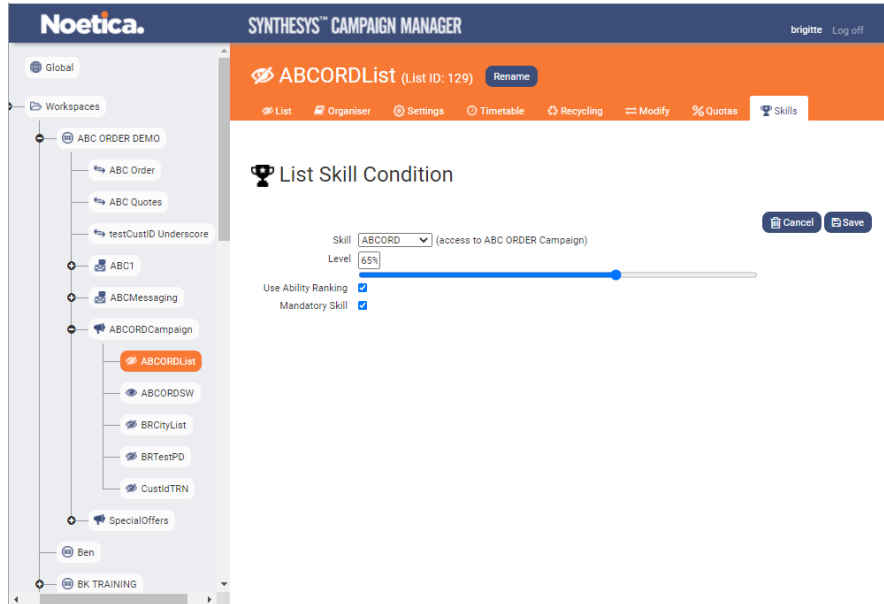 Noetica.
SYNTHESYS™ CAMPAIGN MANAGER
brigitte Log off
Global
Workspaces
ABC ORDER DEMO
ABC Order
ABC Quotes
testCustID Underscore
ABC1
ABCMessaging
ABCORDCampaign
ABCORDList
ABCORDSW
BRCityList
BRTestPD
CustIdTRN
SpecialOffers
Ben
BK TRAINING
ABCORDList (List ID: 129) Rename
List Organiser Settings Timetable Recycling Modify Quotas Skills
List Skill Condition
Cancel Save
Skill ABCORD (access to ABC ORDER Campaign)
Level 65%
Use Ability Ranking
Mandatory Skill